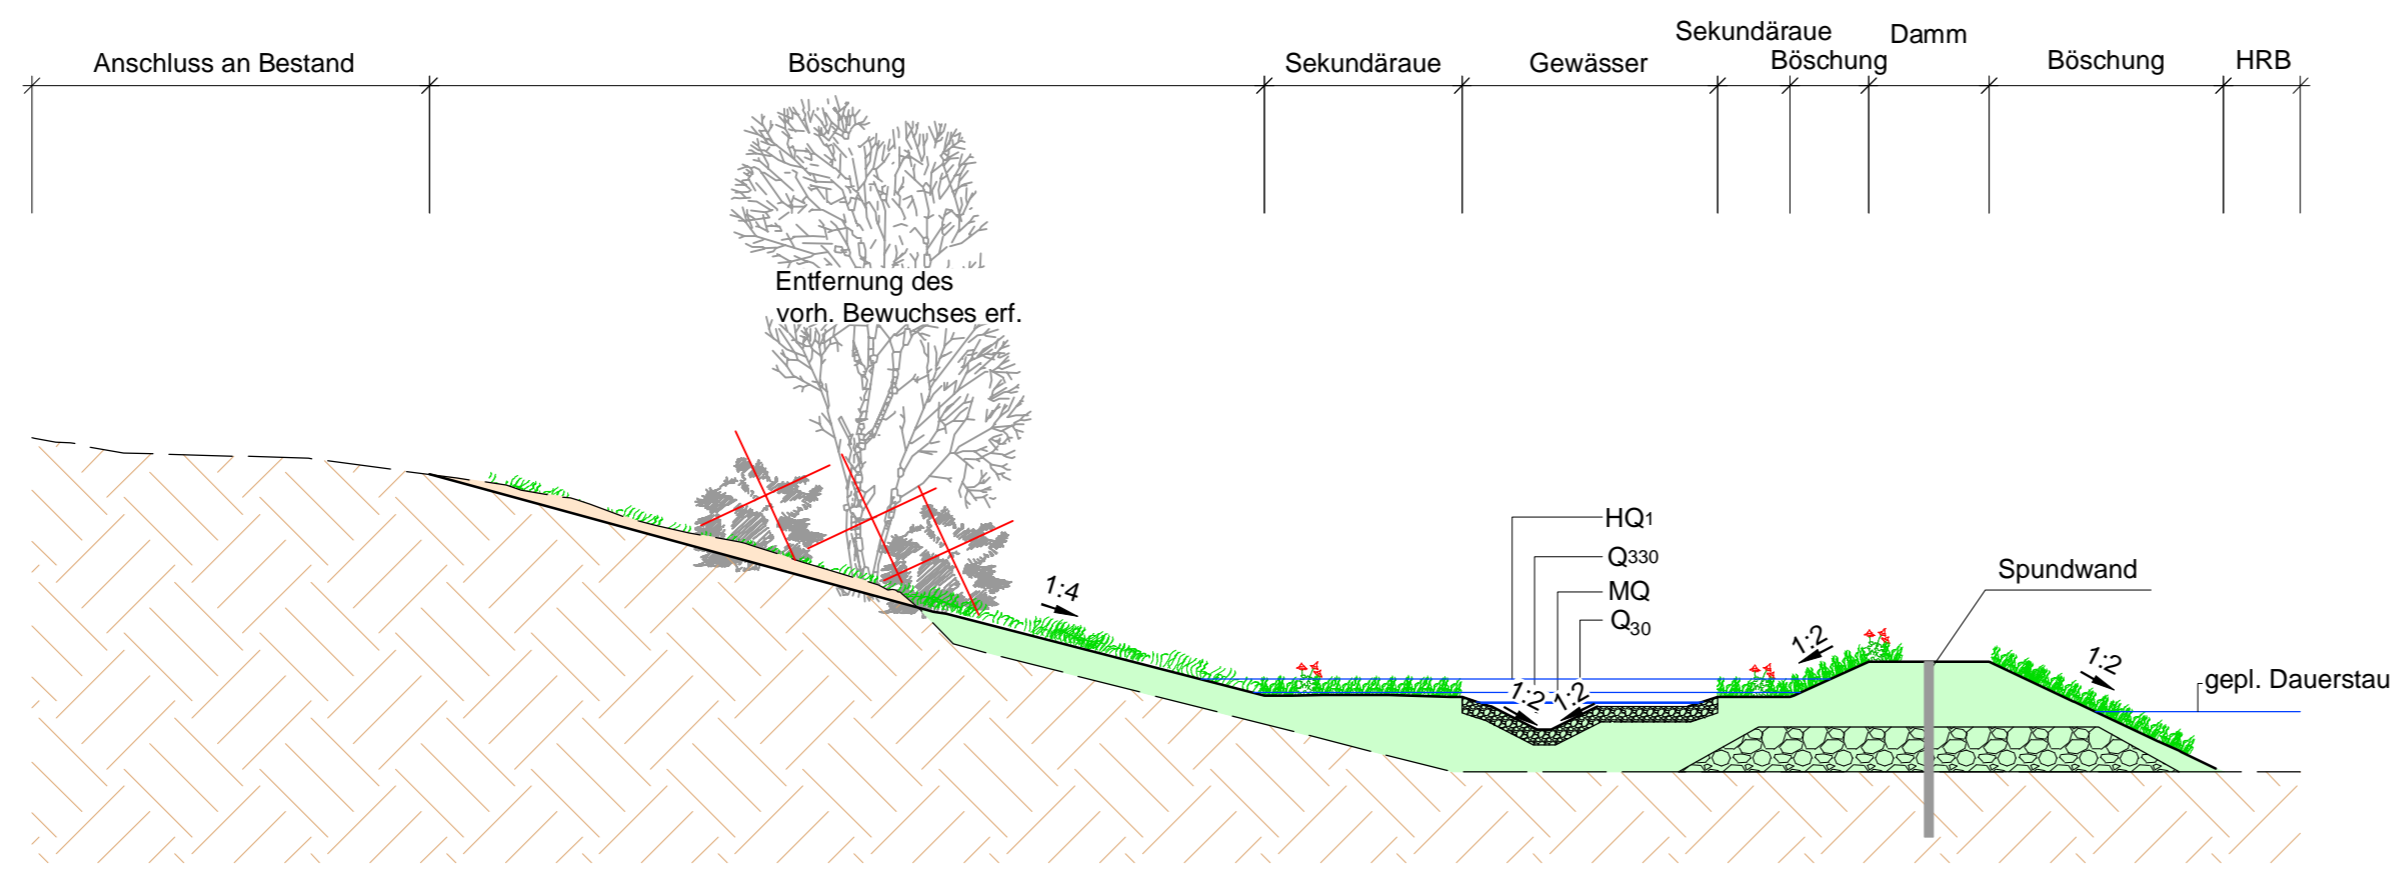 Anschluss an Bestand
Böschung
Sekundäraue
Gewässer
Sekundäraue
Böschung
Damm
Böschung
HRB
Entfernung des
vorh. Bewuchses erf.
1:4
HQ1
Q330
MQ
Q30
1:2
1:2
1:2
Spundwand
1:2
gepl. Dauerstau